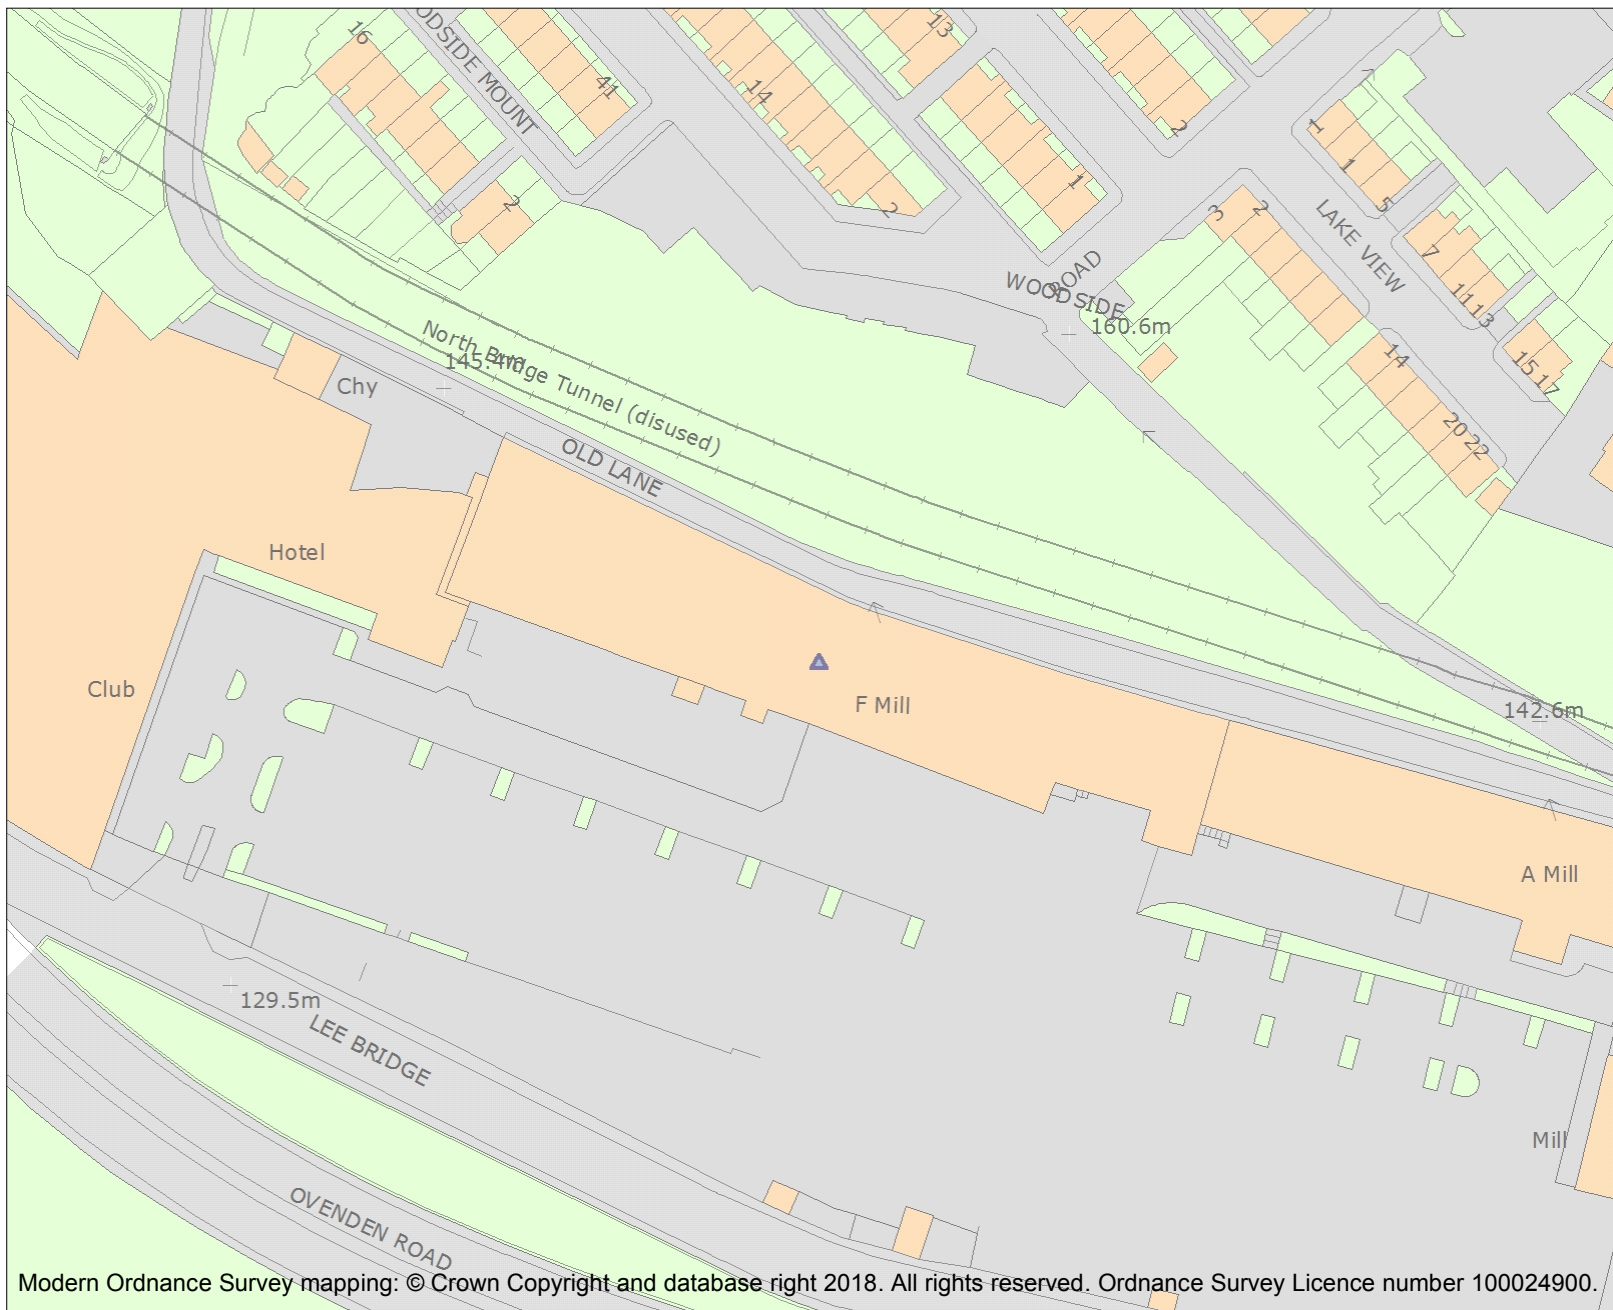 16
ODSIDE MOUNT
41
14
13
2
2
2
1
1
1
5
3
2
LAKE VIEW
7
11
13
15
17
14
20
22
WOODSIDE
ROAD
160.6m
North Bridge Tunnel (disused)
145.4m
Chy
OLD LANE
Hotel
Club
F Mill
142.6m
A Mill
129.5m
LEE BRIDGE
Mill
OVENDEN ROAD
Modern Ordnance Survey mapping: © Crown Copyright and database right 2018. All rights reserved. Ordnance Survey Licence number 100024900.